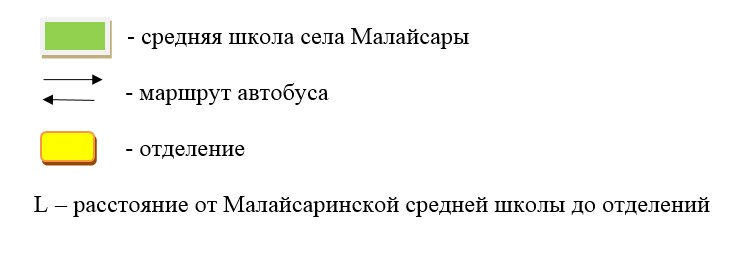 - средняя школа села Малайсары
- маршрут автобуса
- отделение
L – расстояние от Малайсаринской средней школы до отделений